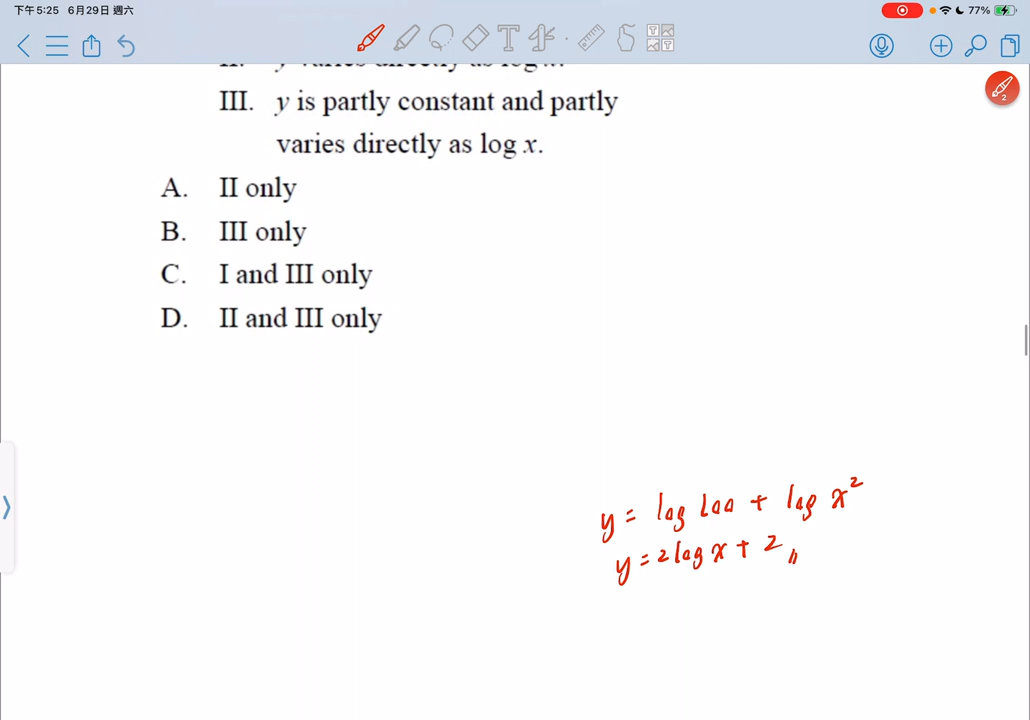 下午5:25 6月29日 週六
77%
T
2
III. y is partly constant and partly
varies directly as log x.
A. II only
B. III only
C. I and III only
D. II and III only
y = log 100 + log x²
y = 2 log x + 2 〃